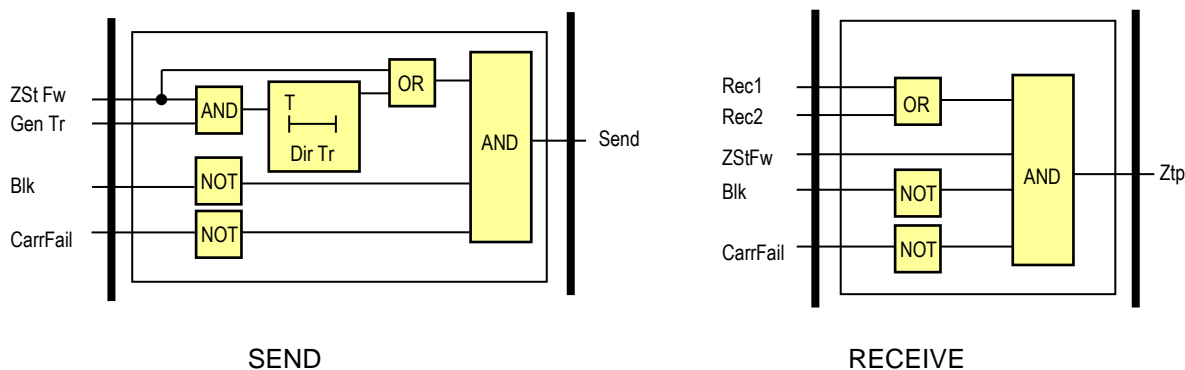 ZSt Fw
Gen Tr
Blk
CarrFail
AND
NOT
NOT
T
Dir Tr
OR
AND
Send
SEND
Rec1
Rec2
ZStFw
Blk
CarrFail
OR
NOT
NOT
AND
Ztp
RECEIVE